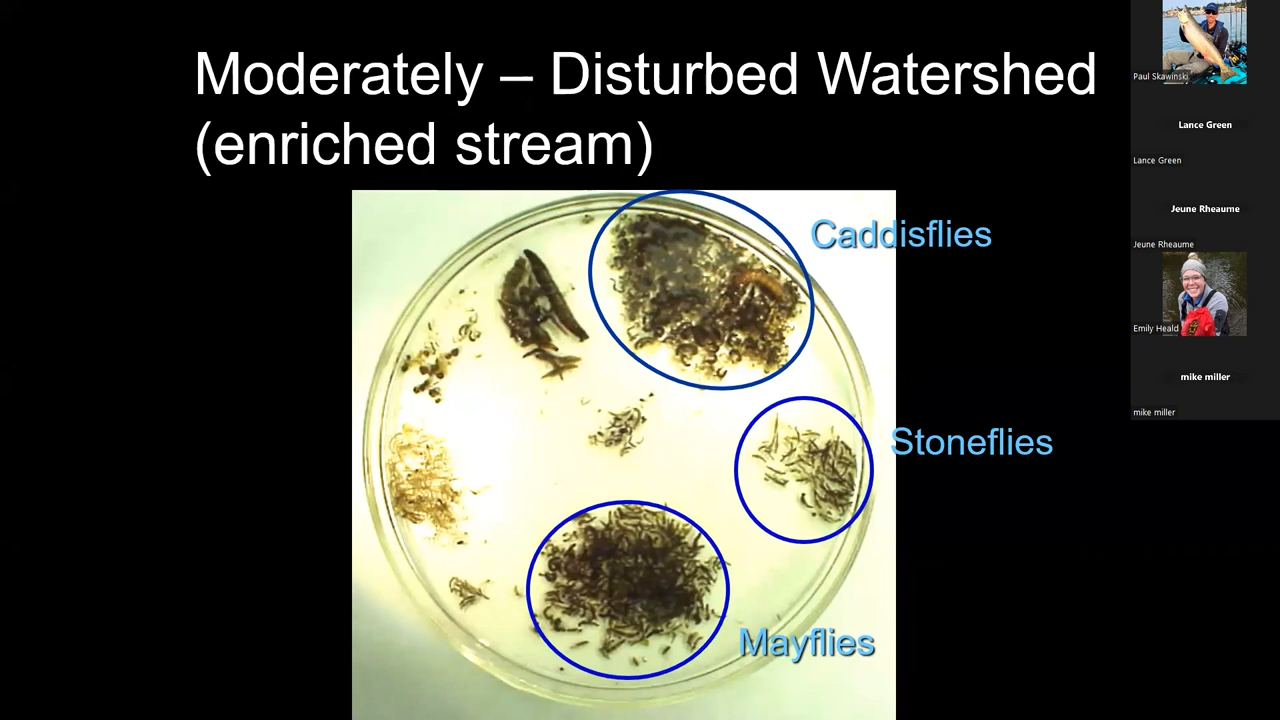 Moderately – Disturbed Watershed
(enriched stream)
Caddisflies
Stoneflies
Mayflies
Paul Skawinski
Lance Green
Lance Green
Jeune Rheaume
Jeune Rheaume
Emily Heald
mike miller
mike miller